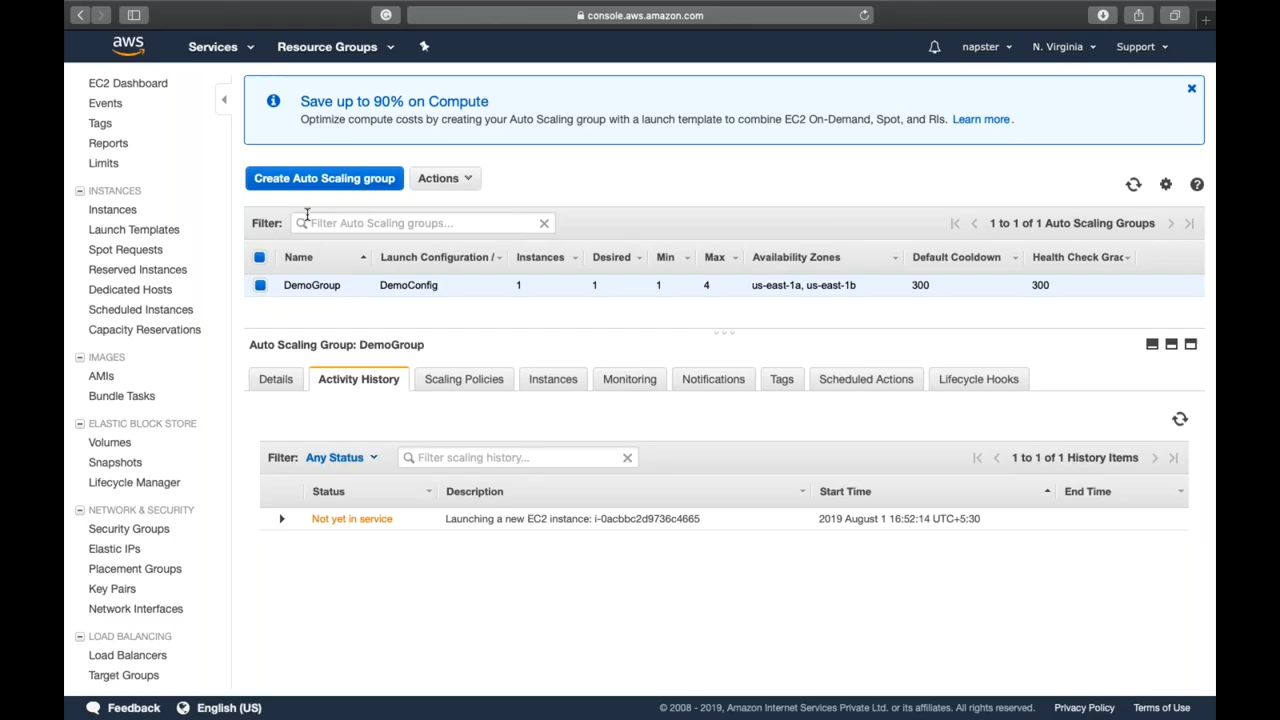 console.aws.amazon.com
aws Services Resource Groups napster N. Virginia Support
EC2 Dashboard
Events
Tags
Reports
Limits
INSTANCES
Instances
Launch Templates
Spot Requests
Reserved Instances
Dedicated Hosts
Scheduled Instances
Capacity Reservations
IMAGES
AMIs
Bundle Tasks
ELASTIC BLOCK STORE
Volumes
Snapshots
Lifecycle Manager
NETWORK & SECURITY
Security Groups
Elastic IPs
Placement Groups
Key Pairs
Network Interfaces
LOAD BALANCING
Load Balancers
Target Groups
Save up to 90% on Compute
Optimize compute costs by creating your Auto Scaling group with a launch template to combine EC2 On-Demand, Spot, and RIs. Learn more.
Create Auto Scaling group Actions
Filter: Filter Auto Scaling groups... 1 to 1 of 1 Auto Scaling Groups
Name Launch Configuration / Instances Desired Min Max Availability Zones Default Cooldown Health Check Grac
DemoGroup DemoConfig 1 1 1 4 us-east-1a, us-east-1b 300 300
Auto Scaling Group: DemoGroup
Details Activity History Scaling Policies Instances Monitoring Notifications Tags Scheduled Actions Lifecycle Hooks
Filter: Any Status Filter scaling history... 1 to 1 of 1 History Items
Status Description Start Time End Time
Not yet in service Launching a new EC2 instance: i-0acbbc2d9736c4665 2019 August 1 16:52:14 UTC+5:30
Feedback English (US) © 2008 - 2019, Amazon Internet Services Private Ltd. or its affiliates. All rights reserved. Privacy Policy Terms of Use